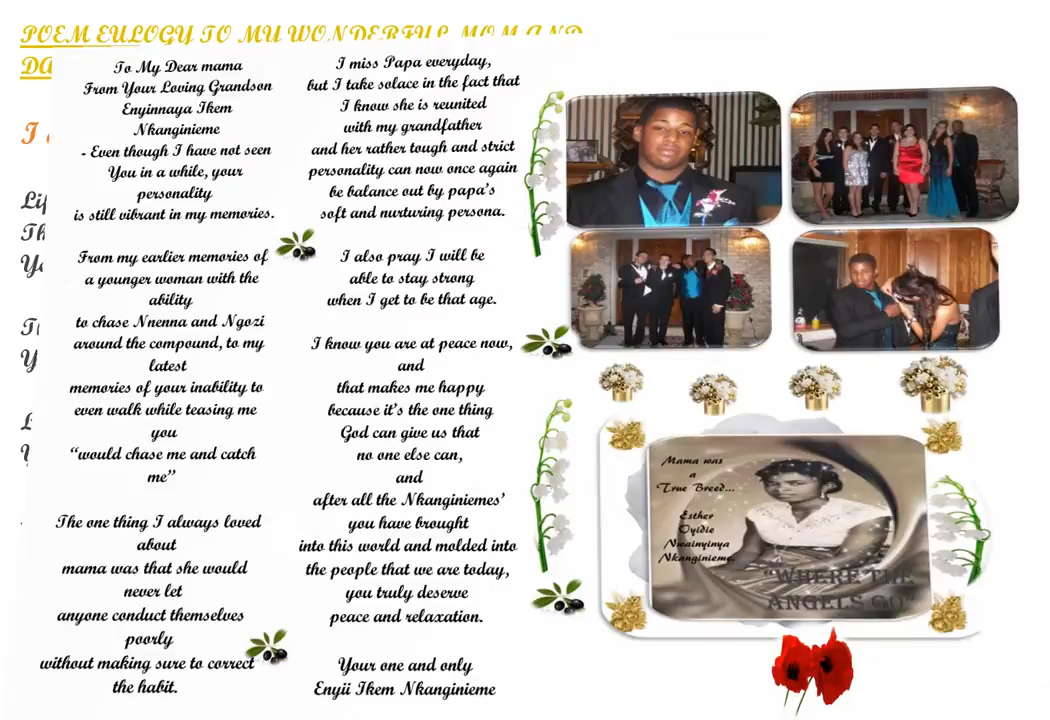 POEM EULOGY TO MU WONDERFUL MOM AND
DA
I
Lif
Th
Yo
To My Dear mama
From Your Loving Grandson
Enyinnaya Ikem
Nkanginieme
- Even though I have not seen
You in a while, your
personality
is still vibrant in my memories.
From my earlier memories of
a younger woman with the
ability
to chase Nnenna and Ngozi
around the compound, to my
latest
memories of your inability to
even walk while teasing me
you
“would chase me and catch
me”
The one thing I always loved
about
mama was that she would
never let
anyone conduct themselves
poorly
without making sure to correct
the habit.
I miss Papa everyday,
but I take solace in the fact that
I know she is reunited
with my grandfather
and her rather tough and strict
personality can now once again
be balance out by papa’s
soft and nurturing persona.
I also pray I will be
able to stay strong
when I get to be that age.
I know you are at peace now,
and
that makes me happy
because it’s the one thing
God can give us that
no one else can,
and
after all the Nkanginiemes’
you have brought
into this world and molded into
the people that we are today,
you truly deserve
peace and relaxation.
Your one and only
Enyii Ikem Nkanginieme
Mama was
a
True Breed...
Esther
Oyidie
Nwainyinya
Nkanginieme.
“WHERE THE
ANGELS GO”